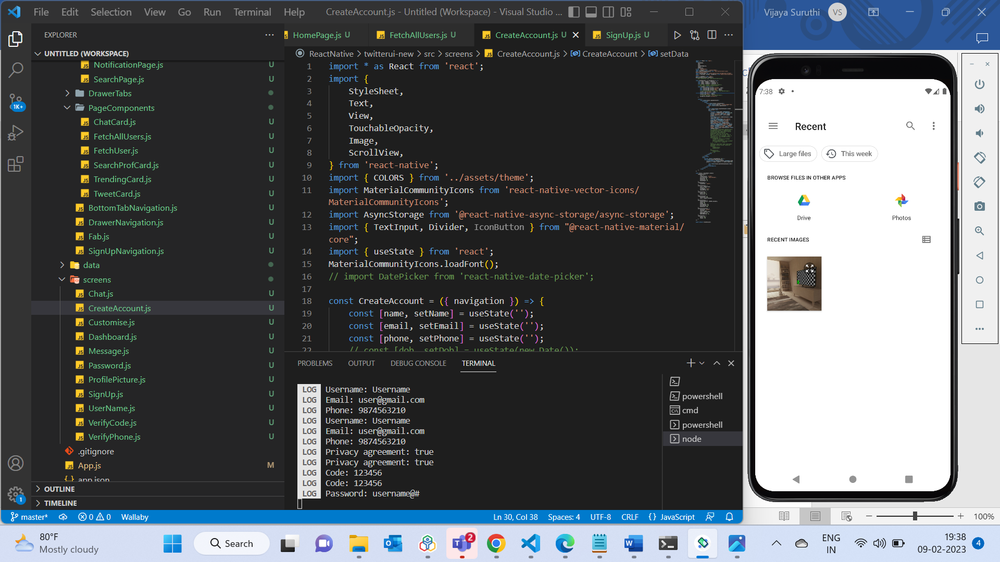 File Edit Selection View Go Run Terminal Help CreateAccount.js - Untitled (Workspace) - Visual Studio ...
Vijaya Suruthi VS
EXPLORER
UNTITLED (WORKSPACE)
NotificationPage.js U
SearchPage.js U
DrawerTabs
PageComponents
ChatCard.js U
FetchAllUsers.js U
FetchUser.js U
SearchProfCard.js U
TrendingCard.js U
TweetCard.js U
BottomTabNavigation.js U
DrawerNavigation.js U
Fab.js U
SignUpNavigation.js U
data
screens
Chat.js U
CreateAccount.js U
Customise.js U
Dashboard.js U
Message.js U
Password.js U
ProfilePicture.js U
SignUp.js U
UserName.js U
VerifyCode.js U
VerifyPhone.js U
.gitignore
App.js M
app.json
OUTLINE
TIMELINE
1K+
1
HomePage.js U FetchAllUsers.js U CreateAccount.js U SignUp.js U
ReactNative > twitterui-new > src > screens > CreateAccount.js > CreateAccount > setData
1 import * as React from 'react';
2 import {
3 StyleSheet,
4 Text,
5 View,
6 TouchableOpacity,
7 Image,
8 ScrollView,
9 } from 'react-native';
10 import { COLORS } from '../assets/theme';
11 import MaterialCommunityIcons from 'react-native-vector-icons/
MaterialCommunityIcons';
12 import AsyncStorage from '@react-native-async-storage/async-storage';
13 import { TextInput, Divider, IconButton } from "@react-native-material/
core";
14 import { useState } from 'react';
15 MaterialCommunityIcons.loadFont();
16 // import DatePicker from 'react-native-date-picker';
17
18 const CreateAccount = ({ navigation }) => {
19 const [name, setName] = useState('');
20 const [email, setEmail] = useState('');
21 const [phone, setPhone] = useState('');
22 // const [dob, setDob] = useState(new Date());
PROBLEMS OUTPUT DEBUG CONSOLE TERMINAL
LOG Username: Username
LOG Email: user@gmail.com
LOG Phone: 9874563210
LOG Username: Username
LOG Email: user@gmail.com
LOG Phone: 9874563210
LOG Privacy agreement: true
LOG Privacy agreement: true
LOG Code: 123456
LOG Code: 123456
LOG Password: username@#
powershell
cmd
powershell
node
master* 0 0 Wallaby Ln 30, Col 38 Spaces: 4 UTF-8 CRLF {} JavaScript
7:38
Recent
Large files This week
BROWSE FILES IN OTHER APPS
Drive Photos
RECENT IMAGES
100%
80°F
Mostly cloudy
Search
2
ENG
IN
19:38
09-02-2023
4